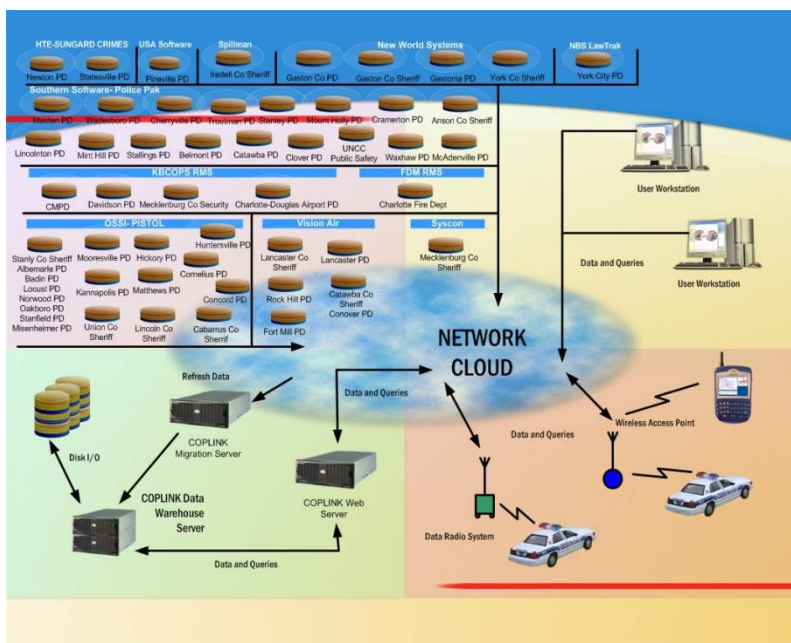 HTE-SUNGARD CRIMES
USA Software
Spillman
New World Systems
NBS LawTrak
Newton PD
Statesville PD
Pineville PD
Iredell Co Sheriff
Gaston Co PD
Gaston Co Sheriff
Gastonia PD
York Co Sheriff
York City PD
Southern Software- Police Pak
Maiden PD
Wadesboro PD
Cherryville PD
Troutman PD
Stanley PD
Mount Holly PD
Cramerton PD
Anson Co Sheriff
Lincolnton PD
Mint Hill PD
Stallings PD
Belmont PD
Catawba PD
Clover PD
UNCC
Public Safety
Waxhaw PD
McAdenville PD
KBCOPS RMS
FDM RMS
CMPD
Davidson PD
Mecklenburg Co Security
Charlotte-Douglas Airport PD
Charlotte Fire Dept
OSSI- PISTOL
Vision Air
Syscon
Stanly Co Sheriff
Albemarle PD
Badin PD
Locust PD
Norwood PD
Oakboro PD
Stanfield PD
Misenheimer PD
Mooresville PD
Hickory PD
Huntersville PD
Kannapolis PD
Matthews PD
Cornelius PD
Concord PD
Union Co
Sheriff
Lincoln Co
Sheriff
Cabarrus Co
Sherrif
Lancaster Co
Sheriff
Lancaster PD
Rock Hill PD
Catawba Co
Sheriff
Conover PD
Fort Mill PD
Mecklenburg Co
Sheriff
User Workstation
User Workstation
Data and Queries
NETWORK
CLOUD
Refresh Data
Data and Queries
COPLINK
Migration Server
Disk I/O
COPLINK Data
Warehouse
Server
COPLINK Web
Server
Data and Queries
Data and Queries
Wireless Access Point
Data Radio System